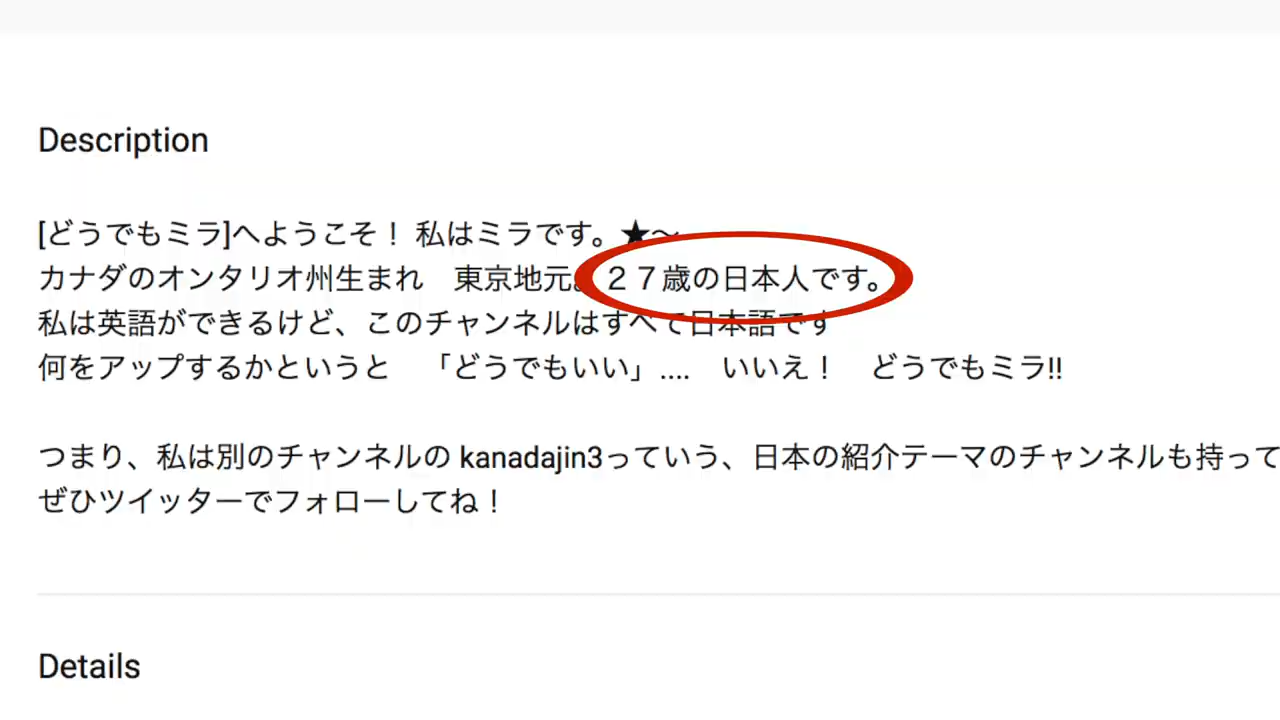 Description
[どうでもミラ]へようこそ！ 私はミラです。★～
カナダのオンタリオ州生まれ　東京地元。２７歳の日本人です。
私は英語ができるけど、このチャンネルはすべて日本語です
何をアップするかというと　「どうでもいい」....　いいえ！　どうでもミラ!!
つまり、私は別のチャンネルの kanadajin3っていう、日本の紹介テーマのチャンネルも持って
ぜひツイッターでフォローしてね！
Details